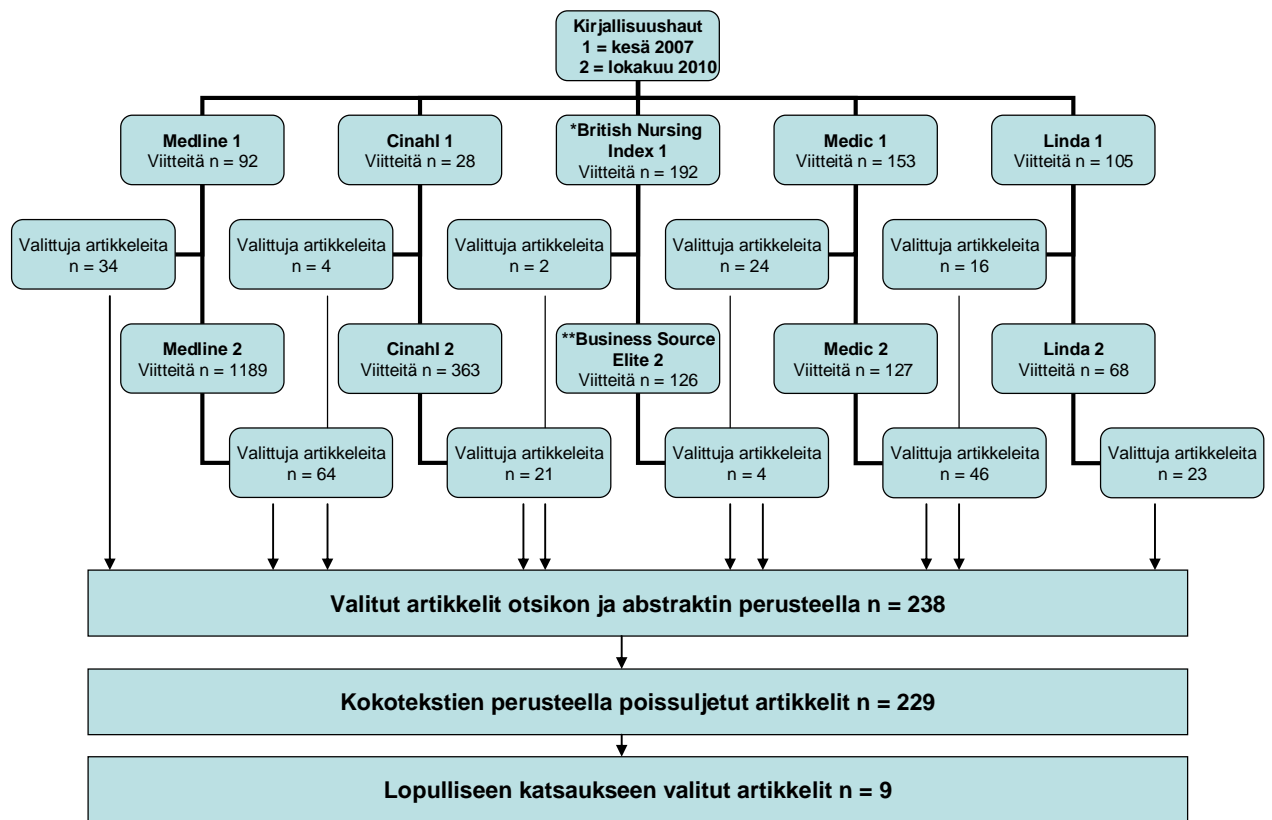 Kirjallisuushaut
1 = kesä 2007
2 = lokakuu 2010
Medline 1
Viitteitä n = 92
Cinahl 1
Viitteitä n = 28
*British Nursing
Index 1
Viitteitä n = 192
Medic 1
Viitteitä n = 153
Linda 1
Viitteitä n = 105
Valittuja artikkeleita
n = 34
Valittuja artikkeleita
n = 4
Valittuja artikkeleita
n = 2
Valittuja artikkeleita
n = 24
Valittuja artikkeleita
n = 16
Medline 2
Viitteitä n = 1189
Cinahl 2
Viitteitä n = 363
**Business Source
Elite 2
Viitteitä n = 126
Medic 2
Viitteitä n = 127
Linda 2
Viitteitä n = 68
Valittuja artikkeleita
n = 64
Valittuja artikkeleita
n = 21
Valittuja artikkeleita
n = 4
Valittuja artikkeleita
n = 46
Valittuja artikkeleita
n = 23
Valitut artikkelit otsikon ja abstraktin perusteella n = 238
Kokotekstien perusteella poissuljetut artikkelit n = 229
Lopulliseen katsaukseen valitut artikkelit n = 9